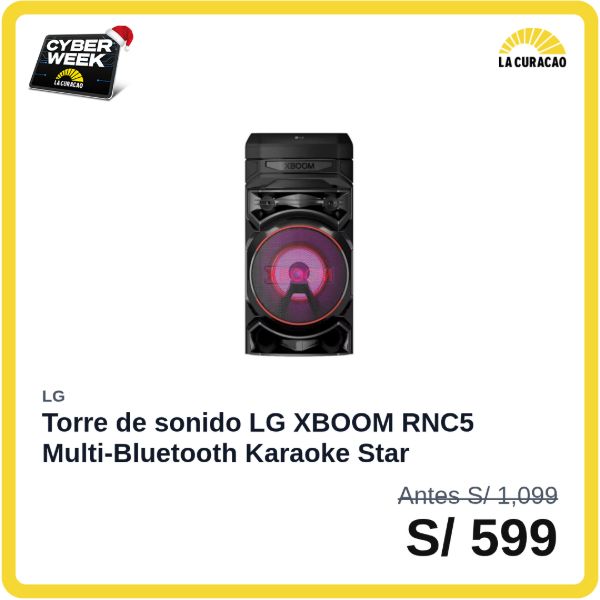 CYBER
WEEK
LA CURACAO
LA CURACAO
XBOOM
LG
Torre de sonido LG XBOOM RNC5
Multi-Bluetooth Karaoke Star
Antes S/ 1,099
S/ 599